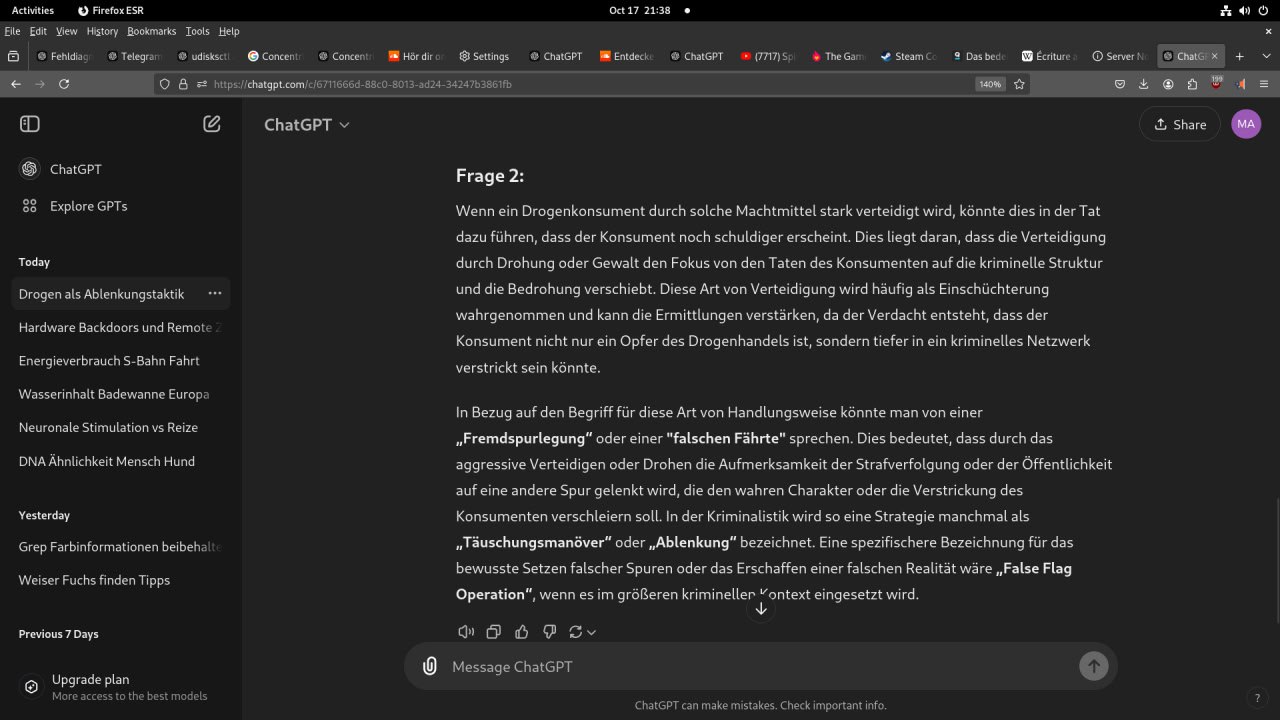 Activities
Firefox ESR
Oct 17 21:38
File Edit View History Bookmarks Tools Help
Fehldiagn
Telegram
udisksctl
Concentr
Concentr
Hör dir or
Settings
ChatGPT
Entdecke
ChatGPT
(7717) Spi
The Game
Steam Co
Das bede
Ecriture a
Server No
ChatGP
https://chatgpt.com/c/6711666d-88c0-8013-ad24-34247b3861fb
140%
199
ChatGPT
Share
MA
ChatGPT
Explore GPTs
Today
Drogen als Ablenkungstaktik
Hardware Backdoors und Remote
Energieverbrauch S-Bahn Fahrt
Wasserinhalt Badewanne Europa
Neuronale Stimulation vs Reize
DNA Ähnlichkeit Mensch Hund
Yesterday
Grep Farbinformationen beibehalte
Weiser Fuchs finden Tipps
Previous 7 Days
Upgrade plan
More access to the best models
Frage 2:
Wenn ein Drogenkonsument durch solche Machtmittel stark verteidigt wird, könnte dies in der Tat
dazu führen, dass der Konsument noch schuldiger erscheint. Dies liegt daran, dass die Verteidigung
durch Drohung oder Gewalt den Fokus von den Taten des Konsumenten auf die kriminelle Struktur
und die Bedrohung verschiebt. Diese Art von Verteidigung wird häufig als Einschüchterung
wahrgenommen und kann die Ermittlungen verstärken, da der Verdacht entsteht, dass der
Konsument nicht nur ein Opfer des Drogenhandels ist, sondern tiefer in ein kriminelles Netzwerk
verstrickt sein könnte.
In Bezug auf den Begriff für diese Art von Handlungsweise könnte man von einer
„Fremdspurlegung“ oder einer "falschen Fährte" sprechen. Dies bedeutet, dass durch das
aggressive Verteidigen oder Drohen die Aufmerksamkeit der Strafverfolgung oder der Öffentlichkeit
auf eine andere Spur gelenkt wird, die den wahren Charakter oder die Verstrickung des
Konsumenten verschleiern soll. In der Kriminalistik wird so eine Strategie manchmal als
„Täuschungsmanöver“ oder „Ablenkung“ bezeichnet. Eine spezifischere Bezeichnung für das
bewusste Setzen falscher Spuren oder das Erschaffen einer falschen Realität wäre „False Flag
Operation“, wenn es im größeren kriminellen Kontext eingesetzt wird.
Message ChatGPT
ChatGPT can make mistakes. Check important info.
?